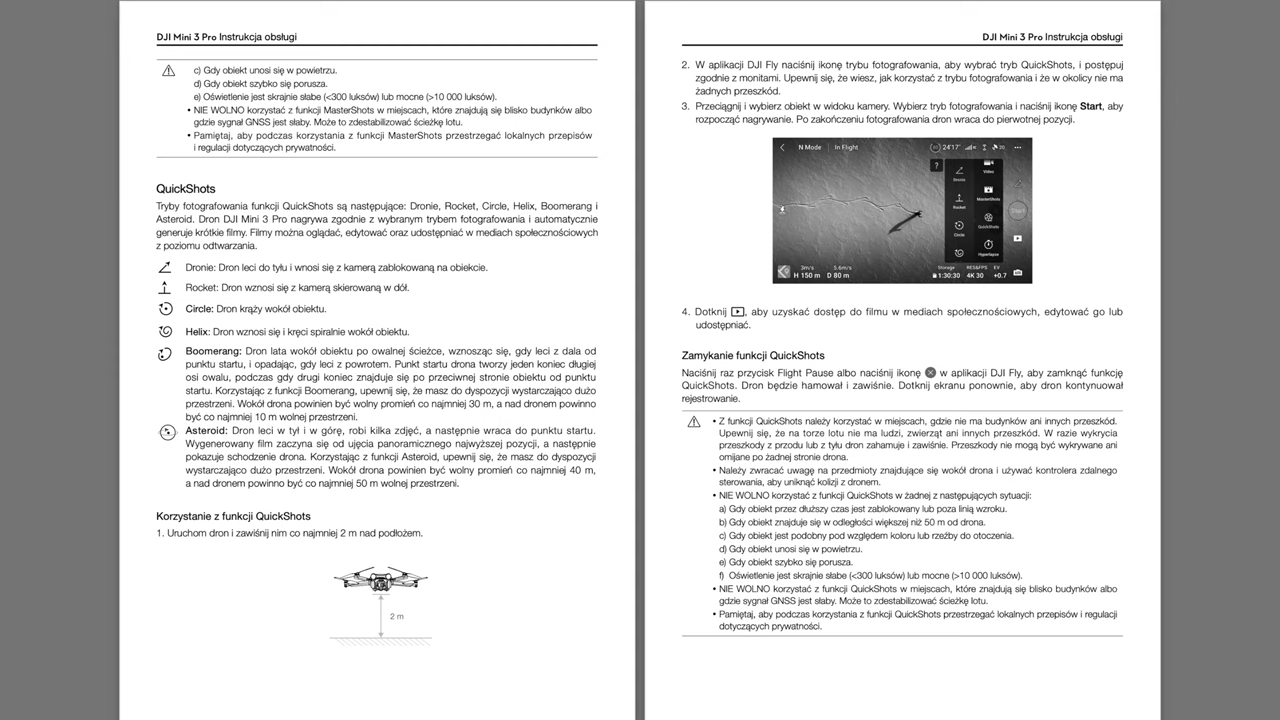 DJI Mini 3 Pro Instrukcja obsługi
c) Gdy obiekt unosi się w powietrzu.
d) Gdy obiekt szybko się porusza.
e) Oświetlenie jest skrajnie słabe (<300 luksów) lub mocne (>10 000 luksów).
• NIE WOLNO korzystać z funkcji MasterShots w miejscach, które znajdują się blisko budynków albo
gdzie sygnał GNSS jest słaby. Może to zdestabilizować ścieżkę lotu.
• Pamiętaj, aby podczas korzystania z funkcji MasterShots przestrzegać lokalnych przepisów
i regulacji dotyczących prywatności.
QuickShots
Tryby fotografowania funkcji QuickShots są następujące: Dronie, Rocket, Circle, Helix, Boomerang i
Asteroid. Dron DJI Mini 3 Pro nagrywa zgodnie z wybranym trybem fotografowania i automatycznie
generuje krótkie filmy. Filmy można oglądać, edytować oraz udostępniać w mediach społecznościowych
z poziomu odtwarzania.
Dronie: Dron leci do tyłu i wnosi się z kamerą zablokowaną na obiekcie.
Rocket: Dron wznosi się z kamerą skierowaną w dół.
Circle: Dron krąży wokół obiektu.
Helix: Dron wznosi się i kręci spiralnie wokół obiektu.
Boomerang: Dron lata wokół obiektu po owalnej ścieżce, wznosząc się, gdy leci z dala od
punktu startu, i opadając, gdy leci z powrotem. Punkt startu drona tworzy jeden koniec długiej
osi owalu, podczas gdy drugi koniec znajduje się po przeciwnej stronie obiektu od punktu
startu. Korzystając z funkcji Boomerang, upewnij się, że masz do dyspozycji wystarczająco dużo
przestrzeni. Wokół drona powinien być wolny promień co najmniej 30 m, a nad dronem powinno
być co najmniej 10 m wolnej przestrzeni.
Asteroid: Dron leci w tył i w górę, robi kilka zdjęć, a następnie wraca do punktu startu.
Wygenerowany film zaczyna się od ujęcia panoramicznego najwyższej pozycji, a następnie
pokazuje schodzenie drona. Korzystając z funkcji Asteroid, upewnij się, że masz do dyspozycji
wystarczająco dużo przestrzeni. Wokół drona powinien być wolny promień co najmniej 40 m,
a nad dronem powinno być co najmniej 50 m wolnej przestrzeni.
Korzystanie z funkcji QuickShots
1. Uruchom dron i zawiśnij nim co najmniej 2 m nad podłożem.
2 m
DJI Mini 3 Pro Instrukcja obsługi
2. W aplikacji DJI Fly naciśnij ikonę trybu fotografowania, aby wybrać tryb QuickShots, i postępuj
zgodnie z monitami. Upewnij się, że wiesz, jak korzystać z trybu fotografowania i że w okolicy nie ma
żadnych przeszkód.
3. Przeciągnij i wybierz obiekt w widoku kamery. Wybierz tryb fotografowania i naciśnij ikonę Start, aby
rozpocząć nagrywanie. Po zakończeniu fotografowania dron wraca do pierwotnej pozycji.
N Mode In Flight 24'17" 20
?
Dronie Video
Rocket MasterShots
Start
Circle QuickShots
Hyperlapse
3m/s 5.6m/s Storage RES&FPS EV
H 150 m D 80 m 1:30:30 4K 30 +0.7
4. Dotknij , aby uzyskać dostęp do filmu w mediach społecznościowych, edytować go lub
udostępniać.
Zamykanie funkcji QuickShots
Naciśnij raz przycisk Flight Pause albo naciśnij ikonę w aplikacji DJI Fly, aby zamknąć funkcję
QuickShots. Dron będzie hamował i zawiśnie. Dotknij ekranu ponownie, aby dron kontynuował
rejestrowanie.
• Z funkcji QuickShots należy korzystać w miejscach, gdzie nie ma budynków ani innych przeszkód.
Upewnij się, że na torze lotu nie ma ludzi, zwierząt ani innych przeszkód. W razie wykrycia
przeszkody z przodu lub z tyłu dron zahamuje i zawiśnie. Przeszkody nie mogą być wykrywane ani
omijane po żadnej stronie drona.
• Należy zwracać uwagę na przedmioty znajdujące się wokół drona i używać kontrolera zdalnego
sterowania, aby uniknąć kolizji z dronem.
• NIE WOLNO korzystać z funkcji QuickShots w żadnej z następujących sytuacji:
a) Gdy obiekt przez dłuższy czas jest zablokowany lub poza linią wzroku.
b) Gdy obiekt znajduje się w odległości większej niż 50 m od drona.
c) Gdy obiekt jest podobny pod względem koloru lub rzeźby do otoczenia.
d) Gdy obiekt unosi się w powietrzu.
e) Gdy obiekt szybko się porusza.
f) Oświetlenie jest skrajnie słabe (<300 luksów) lub mocne (>10 000 luksów).
• NIE WOLNO korzystać z funkcji QuickShots w miejscach, które znajdują się blisko budynków albo
gdzie sygnał GNSS jest słaby. Może to zdestabilizować ścieżkę lotu.
• Pamiętaj, aby podczas korzystania z funkcji QuickShots przestrzegać lokalnych przepisów i regulacji
dotyczących prywatności.